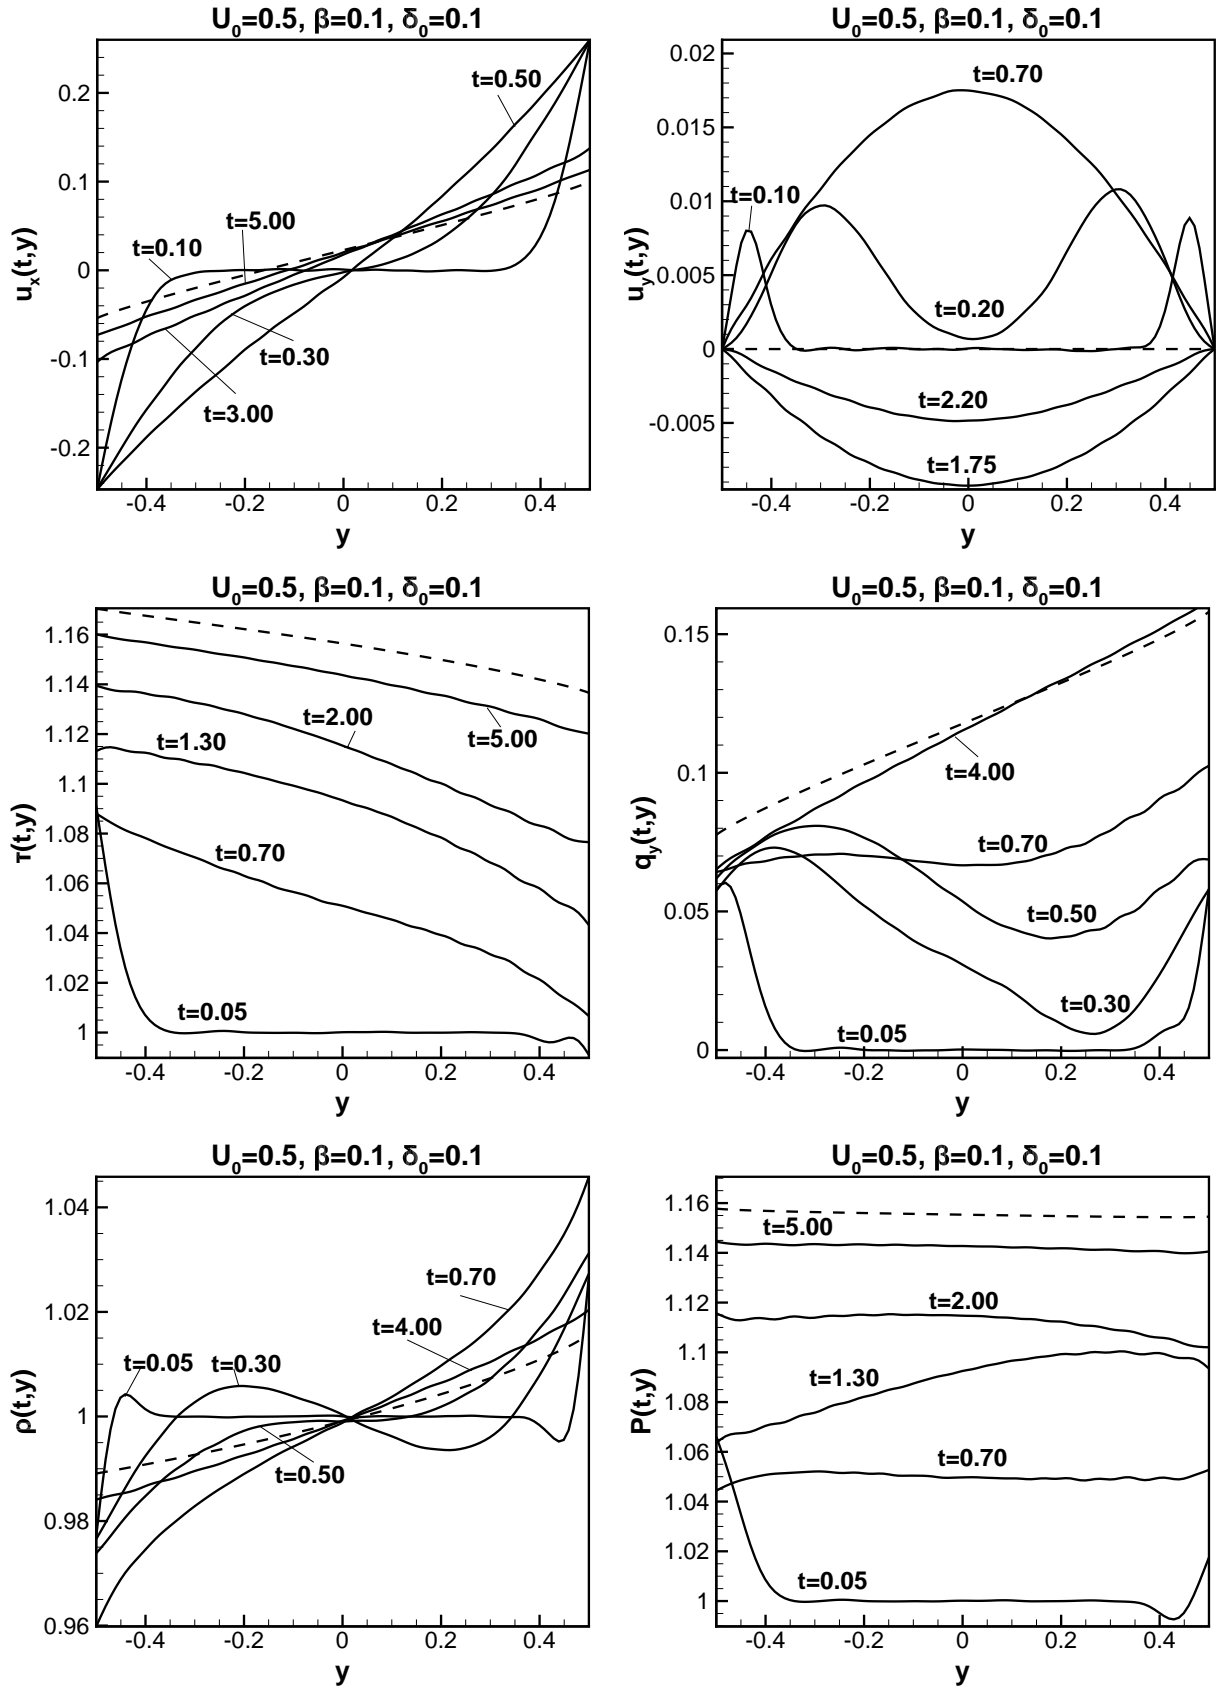 U₀=0.5, β=0.1, δ₀=0.1
uₓ(t,y)
0.2
0.1
0
-0.1
-0.2
t=0.50
t=5.00
t=0.10
t=0.30
t=3.00
-0.4
-0.2
0
0.2
0.4
y
U₀=0.5, β=0.1, δ₀=0.1
u_y(t,y)
0.02
0.015
0.01
0.005
0
-0.005
t=0.70
t=0.10
t=0.20
t=2.20
t=1.75
-0.4
-0.2
0
0.2
0.4
y
U₀=0.5, β=0.1, δ₀=0.1
τ(t,y)
1.16
1.14
1.12
1.1
1.08
1.06
1.04
1.02
1
t=2.00
t=5.00
t=1.30
t=0.70
t=0.05
-0.4
-0.2
0
0.2
0.4
y
U₀=0.5, β=0.1, δ₀=0.1
q_y(t,y)
0.15
0.1
0.05
0
t=4.00
t=0.70
t=0.50
t=0.30
t=0.05
-0.4
-0.2
0
0.2
0.4
y
U₀=0.5, β=0.1, δ₀=0.1
ρ(t,y)
1.04
1.02
1
0.98
0.96
t=0.70
t=4.00
t=0.05
t=0.30
t=0.50
-0.4
-0.2
0
0.2
0.4
y
U₀=0.5, β=0.1, δ₀=0.1
P(t,y)
1.16
1.14
1.12
1.1
1.08
1.06
1.04
1.02
1
t=5.00
t=2.00
t=1.30
t=0.70
t=0.05
-0.4
-0.2
0
0.2
0.4
y